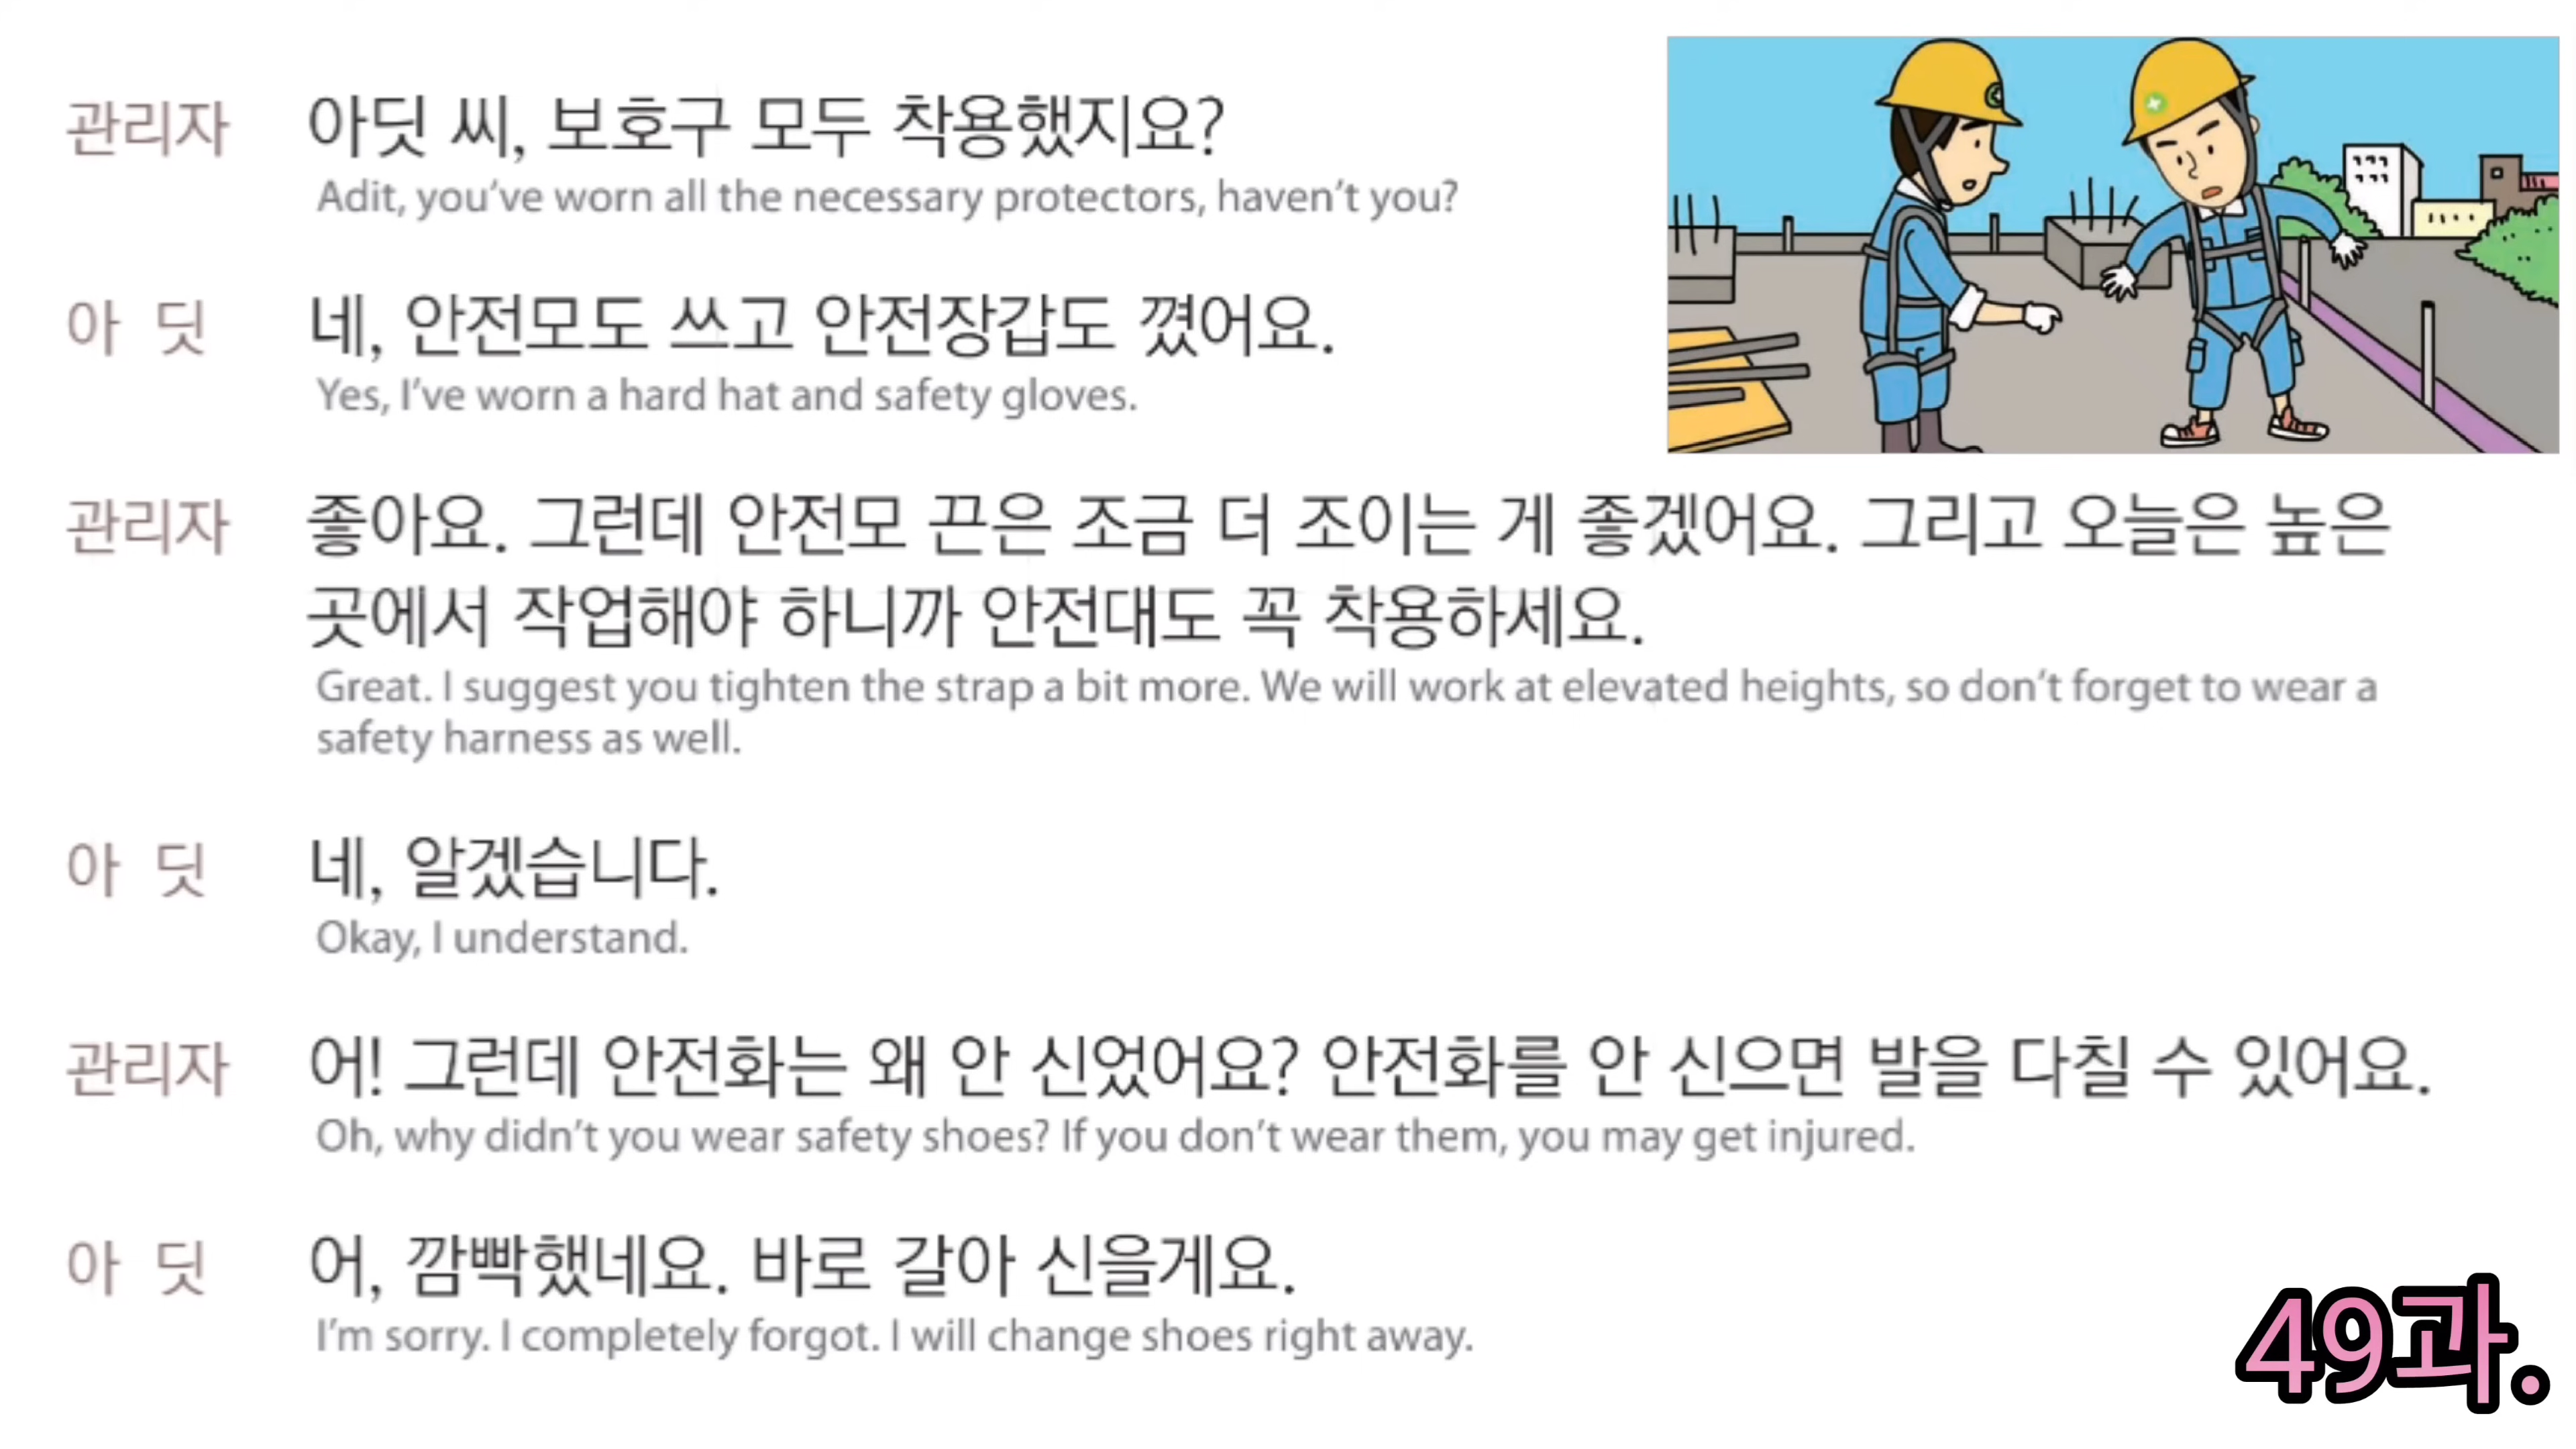 관리자 아딧 씨, 보호구 모두 착용했지요?
Adit, you've worn all the necessary protectors, haven't you?
아 딧 네, 안전모도 쓰고 안전장갑도 꼈어요.
Yes, I've worn a hard hat and safety gloves.
관리자 좋아요. 그런데 안전모 끈은 조금 더 조이는 게 좋겠어요. 그리고 오늘은 높은
곳에서 작업해야 하니까 안전대도 꼭 착용하세요.
Great. I suggest you tighten the strap a bit more. We will work at elevated heights, so don't forget to wear a
safety harness as well.
아 딧 네, 알겠습니다.
Okay, I understand.
관리자 어! 그런데 안전화는 왜 안 신었어요? 안전화를 안 신으면 발을 다칠 수 있어요.
Oh, why didn't you wear safety shoes? If you don't wear them, you may get injured.
아 딧 어, 깜빡했네요. 바로 갈아 신을게요.
I'm sorry. I completely forgot. I will change shoes right away.
49과.